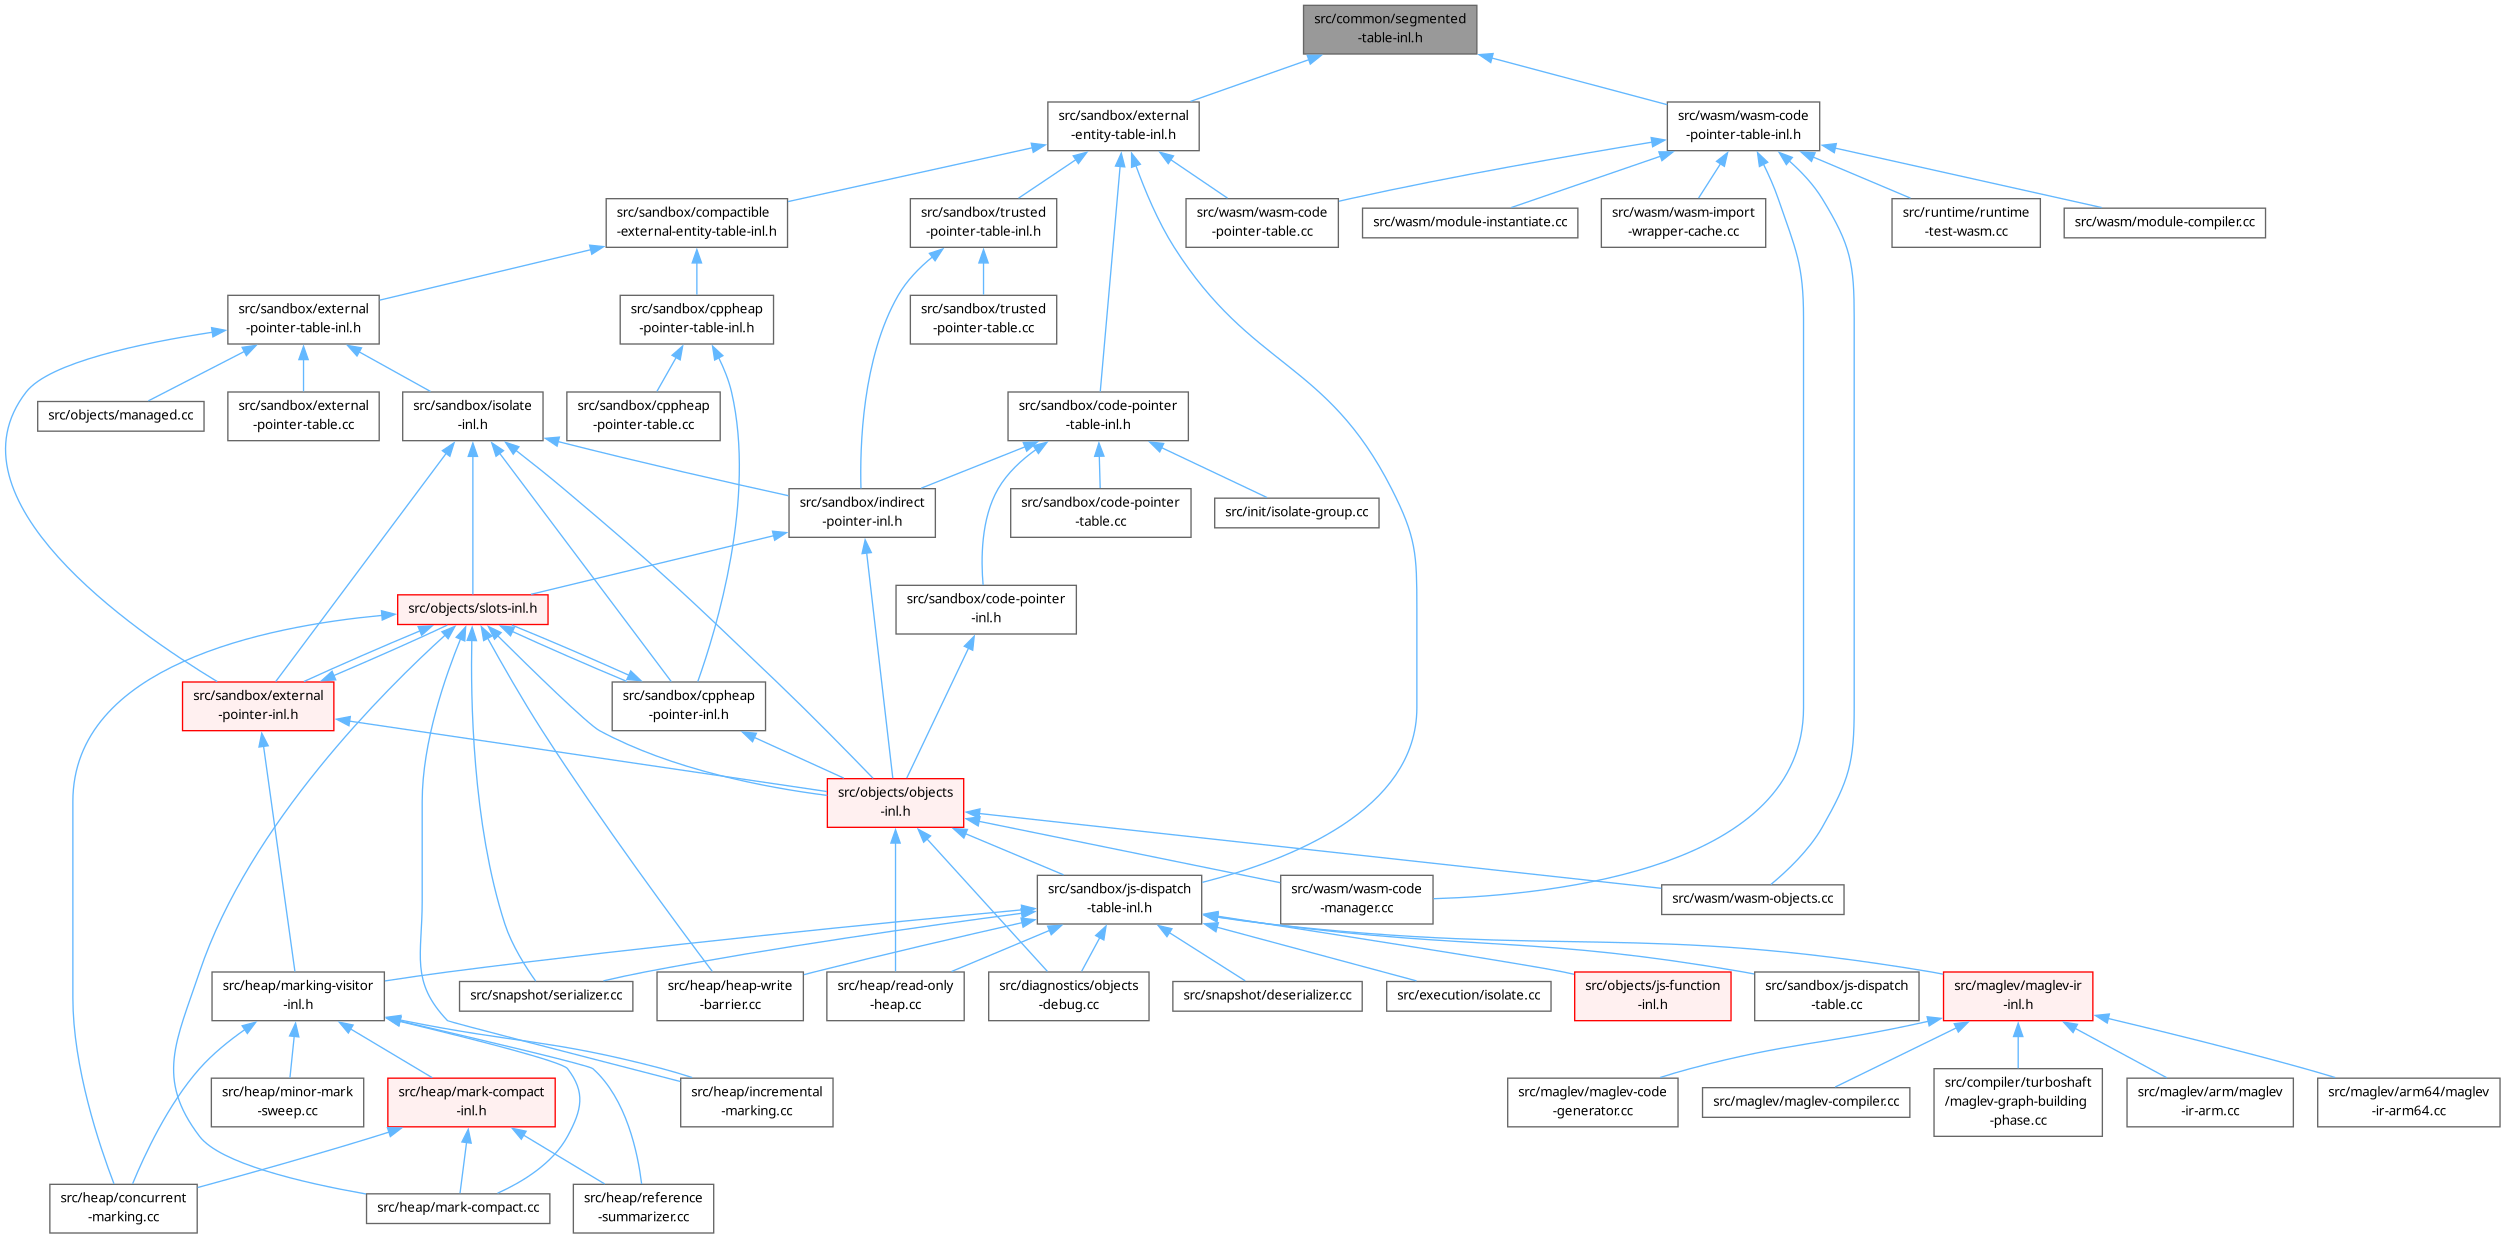 src/common/segmented
-table-inl.h
src/sandbox/external
-entity-table-inl.h
src/wasm/wasm-code
-pointer-table-inl.h
src/sandbox/compactible
-external-entity-table-inl.h
src/sandbox/trusted
-pointer-table-inl.h
src/wasm/wasm-code
-pointer-table.cc
src/wasm/module-instantiate.cc
src/wasm/wasm-import
-wrapper-cache.cc
src/runtime/runtime
-test-wasm.cc
src/wasm/module-compiler.cc
src/sandbox/external
-pointer-table-inl.h
src/sandbox/cppheap
-pointer-table-inl.h
src/sandbox/trusted
-pointer-table.cc
src/objects/managed.cc
src/sandbox/external
-pointer-table.cc
src/sandbox/isolate
-inl.h
src/sandbox/cppheap
-pointer-table.cc
src/sandbox/code-pointer
-table-inl.h
src/sandbox/indirect
-pointer-inl.h
src/sandbox/code-pointer
-table.cc
src/init/isolate-group.cc
src/objects/slots-inl.h
src/sandbox/code-pointer
-inl.h
src/sandbox/external
-pointer-inl.h
src/sandbox/cppheap
-pointer-inl.h
src/objects/objects
-inl.h
src/sandbox/js-dispatch
-table-inl.h
src/wasm/wasm-code
-manager.cc
src/wasm/wasm-objects.cc
src/heap/marking-visitor
-inl.h
src/snapshot/serializer.cc
src/heap/heap-write
-barrier.cc
src/heap/read-only
-heap.cc
src/diagnostics/objects
-debug.cc
src/snapshot/deserializer.cc
src/execution/isolate.cc
src/objects/js-function
-inl.h
src/sandbox/js-dispatch
-table.cc
src/maglev/maglev-ir
-inl.h
src/heap/minor-mark
-sweep.cc
src/heap/mark-compact
-inl.h
src/heap/incremental
-marking.cc
src/maglev/maglev-code
-generator.cc
src/maglev/maglev-compiler.cc
src/compiler/turboshaft
/maglev-graph-building
-phase.cc
src/maglev/arm/maglev
-ir-arm.cc
src/maglev/arm64/maglev
-ir-arm64.cc
src/heap/concurrent
-marking.cc
src/heap/mark-compact.cc
src/heap/reference
-summarizer.cc